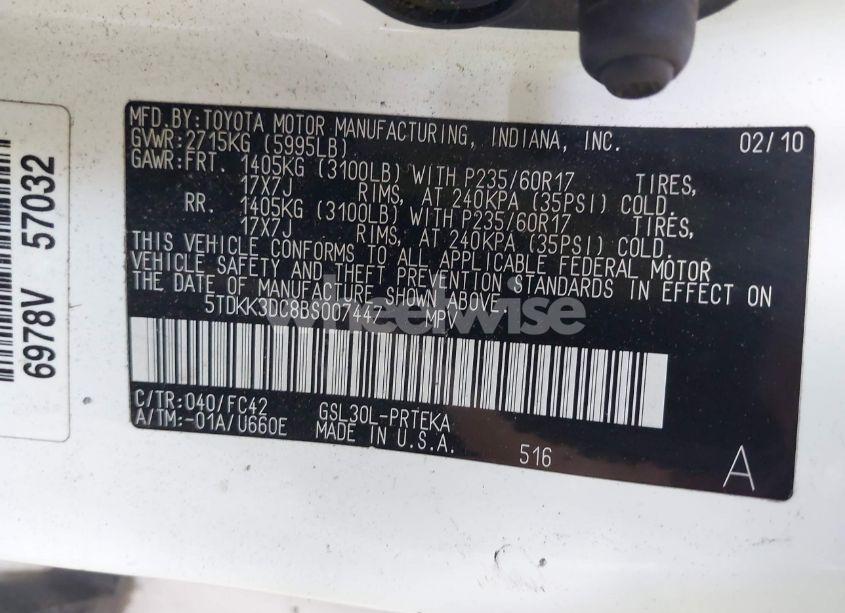 6978V 57032
MFD.BY:TOYOTA MOTOR MANUFACTURING, INDIANA, INC. 02/10
GVWR:2715KG (5995LB)
GAWR:FRT. 1405KG (3100LB) WITH P235/60R17 TIRES,
17X7J RIMS, AT 240KPA (35PSI) COLD.
RR. 1405KG (3100LB) WITH P235/60R17 TIRES,
17X7J RIMS, AT 240KPA (35PSI) COLD.
THIS VEHICLE CONFORMS TO ALL APPLICABLE FEDERAL MOTOR
VEHICLE SAFETY AND THEFT PREVENTION STANDARDS IN EFFECT ON
THE DATE OF MANUFACTURE SHOWN ABOVE.
5TDKK3DC8BS007447 MPV
wheelwise
C/TR:040/FC42 GSL30L-PRTEKA
A/TM:-01A/U660E MADE IN U.S.A.
516
A